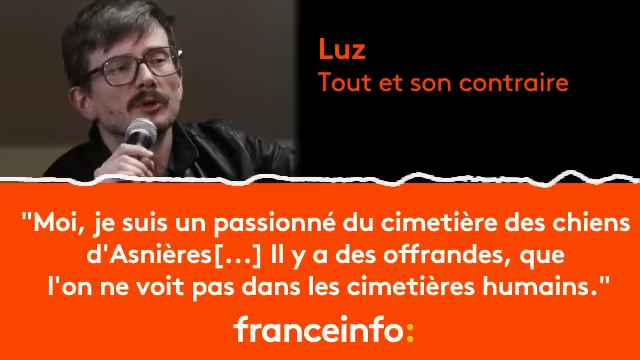 Luz
Tout et son contraire
"Moi, je suis un passionné du cimetière des chiens
d'Asnières[...] Il y a des offrandes, que
l'on ne voit pas dans les cimetières humains."
franceinfo: